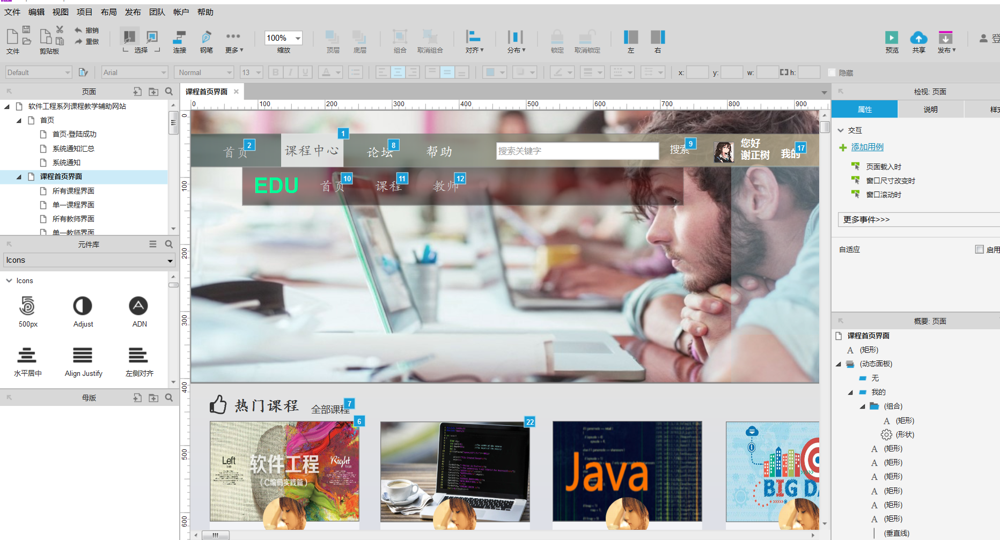 文件 编辑 视图 项目 布局 发布 团队 帐户 帮助
文件 剪贴板 撤销 重做 选择 连接 钢笔 更多 100% 缩放 顶层 底层 组合 取消组合 对齐 分布 锁定 取消锁定 左 右 预览 共享 发布 登
Default Arial Normal 13 B I U A x: y: w: h: 隐藏
页面
软件工程系列课程教学辅助网站
首页
首页-登陆成功
系统通知汇总
系统通知
课程首页界面
所有课程界面
单一课程界面
所有教师界面
单一教师界面
元件库
Icons
Icons
500px Adjust ADN
水平居中 Align Justify 左侧对齐
母版
课程首页界面
0 100 200 300 400 500 600 700 800 900
0
100
200
300
400
500
600
首页 2 课程中心 1 论坛 8 帮助 搜索关键字 搜索 9 您好 谢正树 我的 17
EDU 首页 10 课程 11 教师 12
热门课程 全部课程 7
6 22
Left 软件工程 Right
(C编码实践篇)
Java
BIG DA
检视: 页面
属性 说明 样式
交互
添加用例
页面载入时
窗口尺寸改变时
窗口滚动时
更多事件>>>
自适应 启用
概要: 页面
课程首页界面
A (矩形)
(动态面板)
无
我的
(组合)
A (矩形)
(形状)
A (矩形)
A (矩形)
A (矩形)
A (矩形)
A (矩形)
A (矩形)
(垂直线)